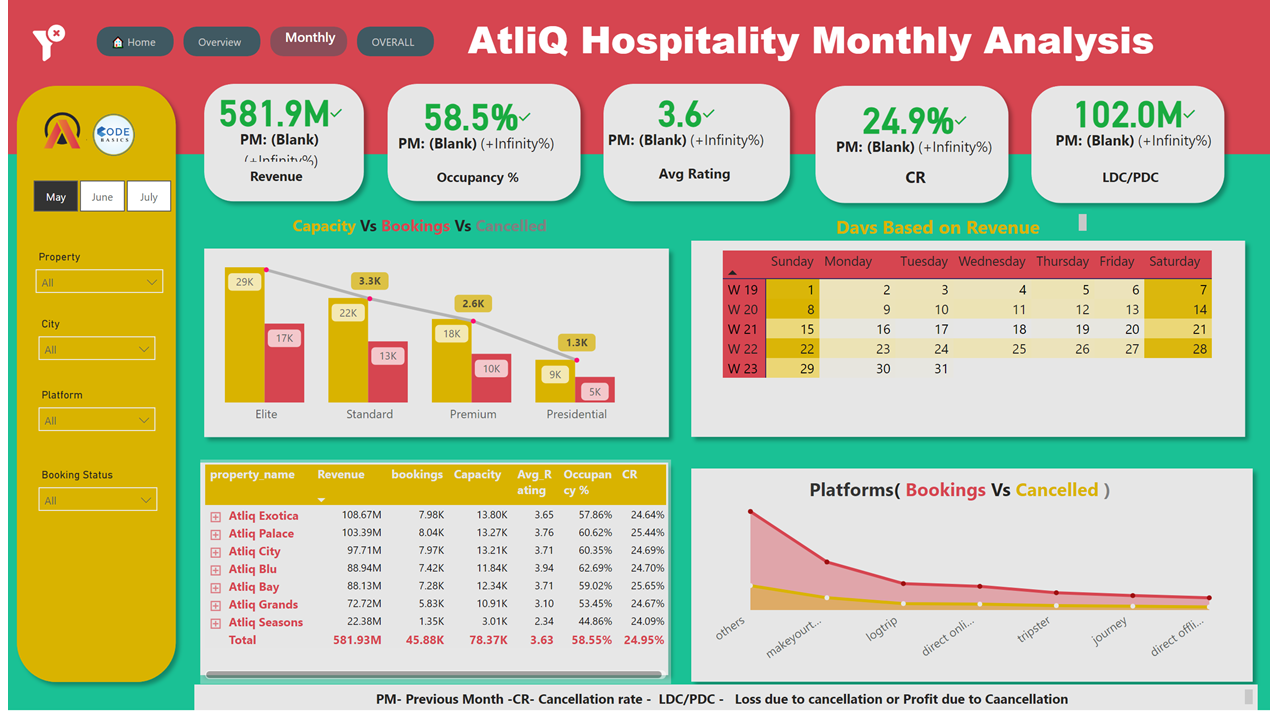 Home
Overview
Monthly
OVERALL
AtliQ Hospitality Monthly Analysis
CODE
BASICS
May
June
July
Property
All
City
All
Platform
All
Booking Status
All
581.9M
PM: (Blank)
(+Infinity%)
Revenue
58.5%
PM: (Blank) (+Infinity%)
Occupancy %
3.6
PM: (Blank) (+Infinity%)
Avg Rating
24.9%
PM: (Blank) (+Infinity%)
CR
102.0M
PM: (Blank) (+Infinity%)
LDC/PDC
Capacity Vs Bookings Vs Cancelled
29K
17K
3.3K
22K
13K
2.6K
18K
10K
1.3K
9K
5K
Elite Standard Premium Presidential
Days Based on Revenue
Sunday Monday Tuesday Wednesday Thursday Friday Saturday
W 19 1 2 3 4 5 6 7
W 20 8 9 10 11 12 13 14
W 21 15 16 17 18 19 20 21
W 22 22 23 24 25 26 27 28
W 23 29 30 31
property_name Revenue bookings Capacity Avg_R Occupan CR
ating cy %
Atliq Exotica 108.67M 7.98K 13.80K 3.65 57.86% 24.64%
Atliq Palace 103.39M 8.04K 13.27K 3.76 60.62% 25.44%
Atliq City 97.71M 7.97K 13.21K 3.71 60.35% 24.69%
Atliq Blu 88.94M 7.42K 11.84K 3.94 62.69% 24.70%
Atliq Bay 88.13M 7.28K 12.34K 3.71 59.02% 25.65%
Atliq Grands 72.72M 5.83K 10.91K 3.10 53.45% 24.67%
Atliq Seasons 22.38M 1.35K 3.01K 2.34 44.86% 24.09%
Total 581.93M 45.88K 78.37K 3.63 58.55% 24.95%
Platforms( Bookings Vs Cancelled )
others
makeyourt...
logtrip
direct onli...
tripster
journey
direct offli...
PM- Previous Month -CR- Cancellation rate - LDC/PDC - Loss due to cancellation or Profit due to Caancellation